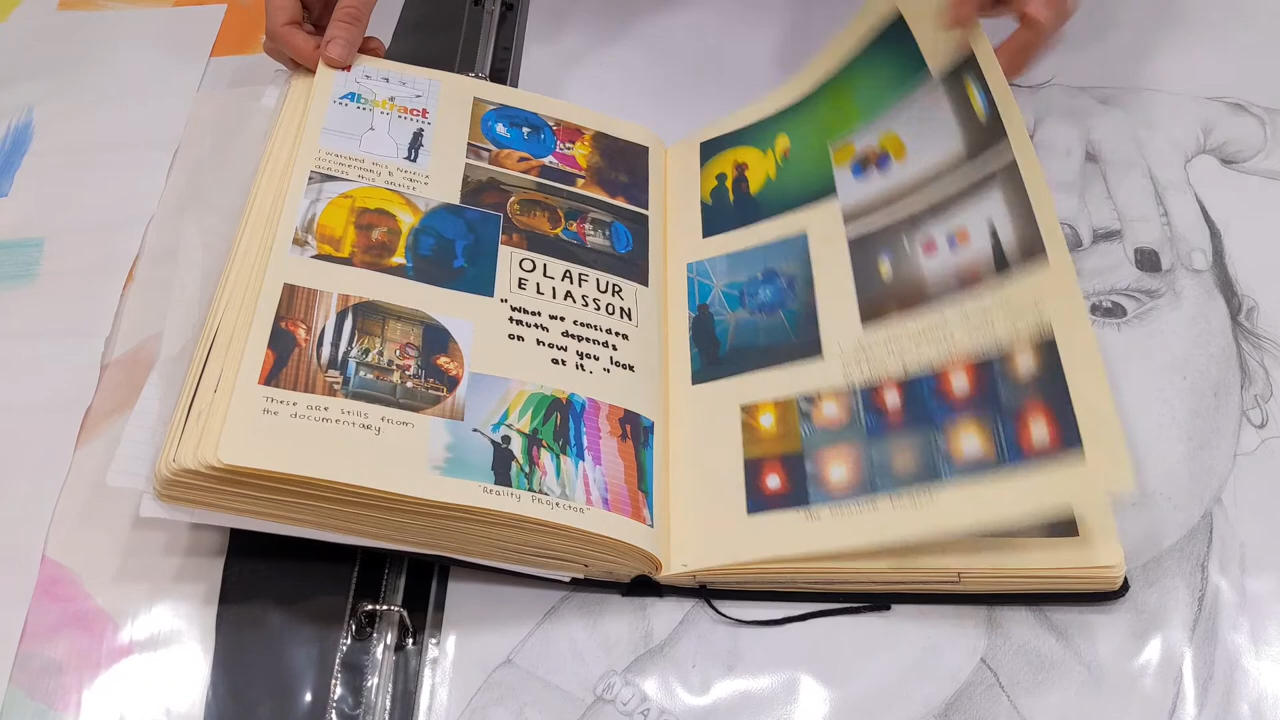 Abstract
THE ART OF DESIGN
I watched this Netflix
documentary & came
across this artist.
OLAFUR
ELIASSON
"What we consider
truth depends
on how you look
at it."
These are stills from
the documentary.
"Reality Projector"